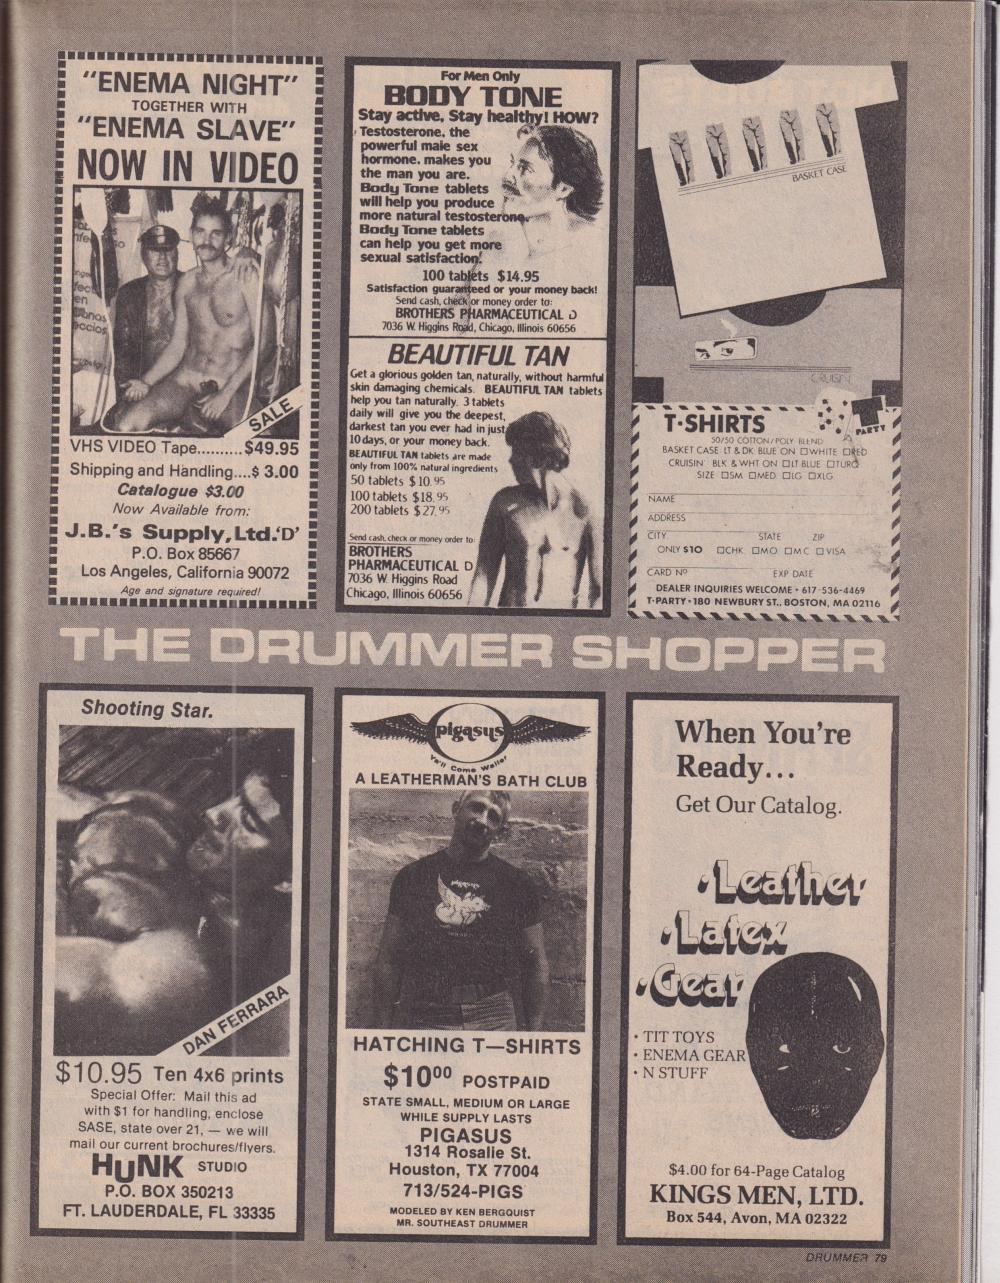 "ENEMA NIGHT"
TOGETHER WITH
"ENEMA SLAVE"
NOW IN VIDEO
SALE
VHS VIDEO Tape..........$49.95
Shipping and Handling....$ 3.00
Catalogue $3.00
Now Available from:
J.B.'s Supply, Ltd.'D'
P.O. Box 85667
Los Angeles, California 90072
Age and signature required!
For Men Only
BODY TONE
Stay active, Stay healthy! HOW?
Testosterone, the
powerful male sex
hormone, makes you
the man you are.
Body Tone tablets
will help you produce
more natural testosterone.
Body Tone tablets
can help you get more
sexual satisfaction!
100 tablets $14.95
Satisfaction guaranteed or your money back!
Send cash, check or money order to:
BROTHERS PHARMACEUTICAL D
7036 W. Higgins Road, Chicago, Illinois 60656
BEAUTIFUL TAN
Get a glorious golden tan, naturally, without harmful
skin damaging chemicals. BEAUTIFUL TAN tablets
help you tan naturally. 3 tablets
daily will give you the deepest,
darkest tan you ever had in just
10 days, or your money back.
BEAUTIFUL TAN tablets are made
only from 100% natural ingredients
50 tablets $10.95
100 tablets $18.95
200 tablets $27.95
Send cash, check or money order to:
BROTHERS
PHARMACEUTICAL D
7036 W. Higgins Road
Chicago, Illinois 60656
BASKET CASE
CRUISIN'
T-SHIRTS
T PARTY
50/50 COTTON/POLY BLEND
BASKET CASE LT & DK BLUE ON □ WHITE □ RED
CRUISIN' BLK & WHT ON □ LT BLUE □ TURQ
SIZE □SM □MED □LG □XLG
NAME
ADDRESS
CITY STATE ZIP
ONLY $10 □CHK □MO □MC □VISA
CARD Nº EXP DATE
DEALER INQUIRIES WELCOME • 617-536-4469
T-PARTY • 180 NEWBURY ST., BOSTON, MA 02116
THE DRUMMER SHOPPER
Shooting Star.
DAN FERRARA
$10.95 Ten 4x6 prints
Special Offer: Mail this ad
with $1 for handling, enclose
SASE, state over 21, — we will
mail our current brochures/flyers.
HUNK STUDIO
P.O. BOX 350213
FT. LAUDERDALE, FL 33335
pigasus
Ya'll Come Waller
A LEATHERMAN'S BATH CLUB
HATCHING T—SHIRTS
$10⁰⁰ POSTPAID
STATE SMALL, MEDIUM OR LARGE
WHILE SUPPLY LASTS
PIGASUS
1314 Rosalie St.
Houston, TX 77004
713/524-PIGS
MODELED BY KEN BERGQUIST
MR. SOUTHEAST DRUMMER
When You're
Ready...
Get Our Catalog.
• Leather
• Latex
• Gear
• TIT TOYS
• ENEMA GEAR
• N STUFF
$4.00 for 64-Page Catalog
KINGS MEN, LTD.
Box 544, Avon, MA 02322
DRUMMER 79